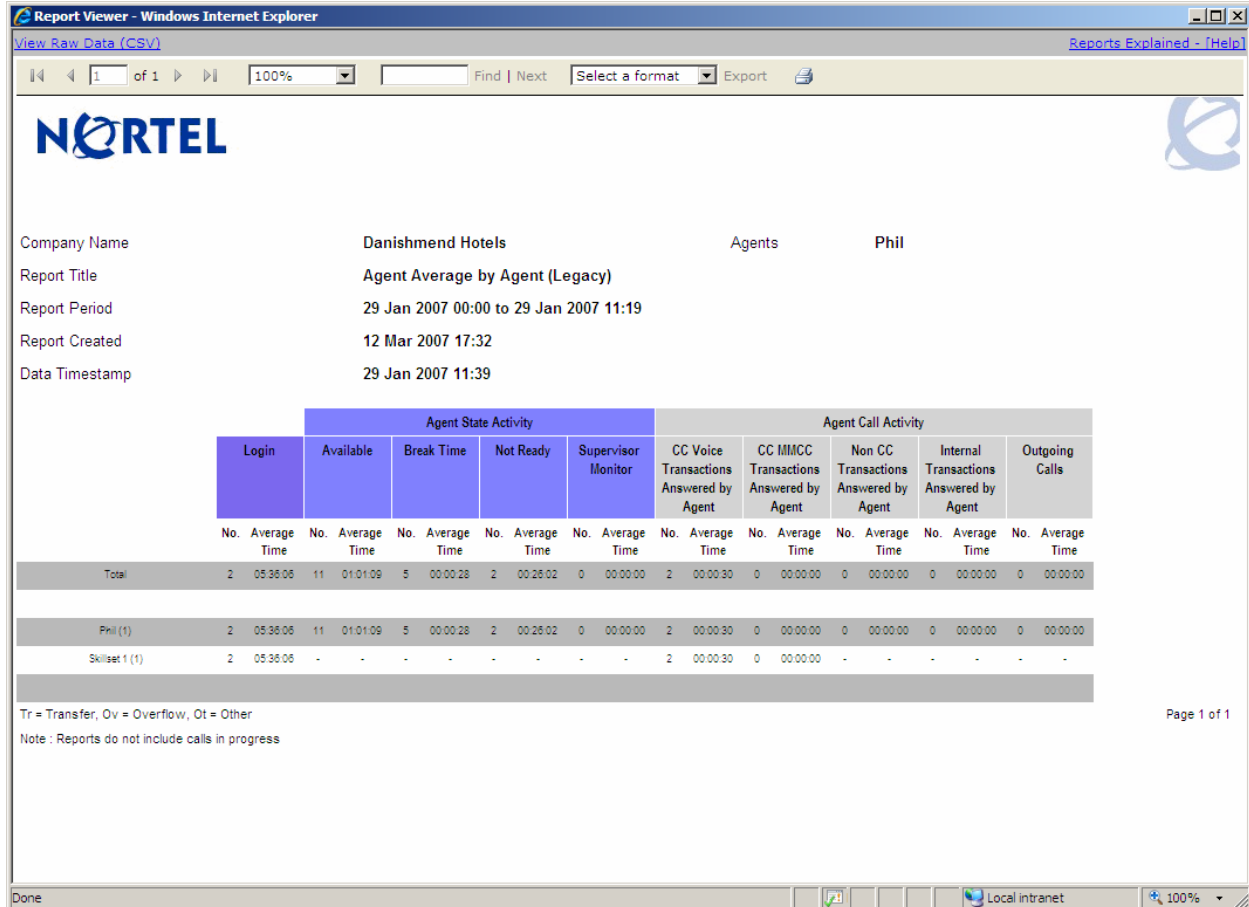 Report Viewer - Windows Internet Explorer
View Raw Data (CSV) Reports Explained - [Help]
1 of 1 100% Find | Next Select a format Export
NORTEL
Company Name Danishmend Hotels Agents Phil
Report Title Agent Average by Agent (Legacy)
Report Period 29 Jan 2007 00:00 to 29 Jan 2007 11:19
Report Created 12 Mar 2007 17:32
Data Timestamp 29 Jan 2007 11:39
Agent State Activity Agent Call Activity
Login Available Break Time Not Ready Supervisor CC Voice CC MMCC Non CC Internal Outgoing
Monitor Transactions Transactions Transactions Transactions Calls
Answered by Answered by Answered by Answered by
Agent Agent Agent Agent
No. Average No. Average No. Average No. Average No. Average No. Average No. Average No. Average No. Average No. Average
Time Time Time Time Time Time Time Time Time Time
Total 2 05:36:06 11 01:01:09 5 00:00:28 2 00:26:02 0 00:00:00 2 00:00:30 0 00:00:00 0 00:00:00 0 00:00:00 0 00:00:00
Phil (1) 2 05:36:06 11 01:01:09 5 00:00:28 2 00:26:02 0 00:00:00 2 00:00:30 0 00:00:00 0 00:00:00 0 00:00:00 0 00:00:00
Skillset 1 (1) 2 05:36:06 - - - - - - - - 2 00:00:30 0 00:00:00 - - - - - -
Tr = Transfer, Ov = Overflow, Ot = Other Page 1 of 1
Note : Reports do not include calls in progress
Done Local intranet 100%